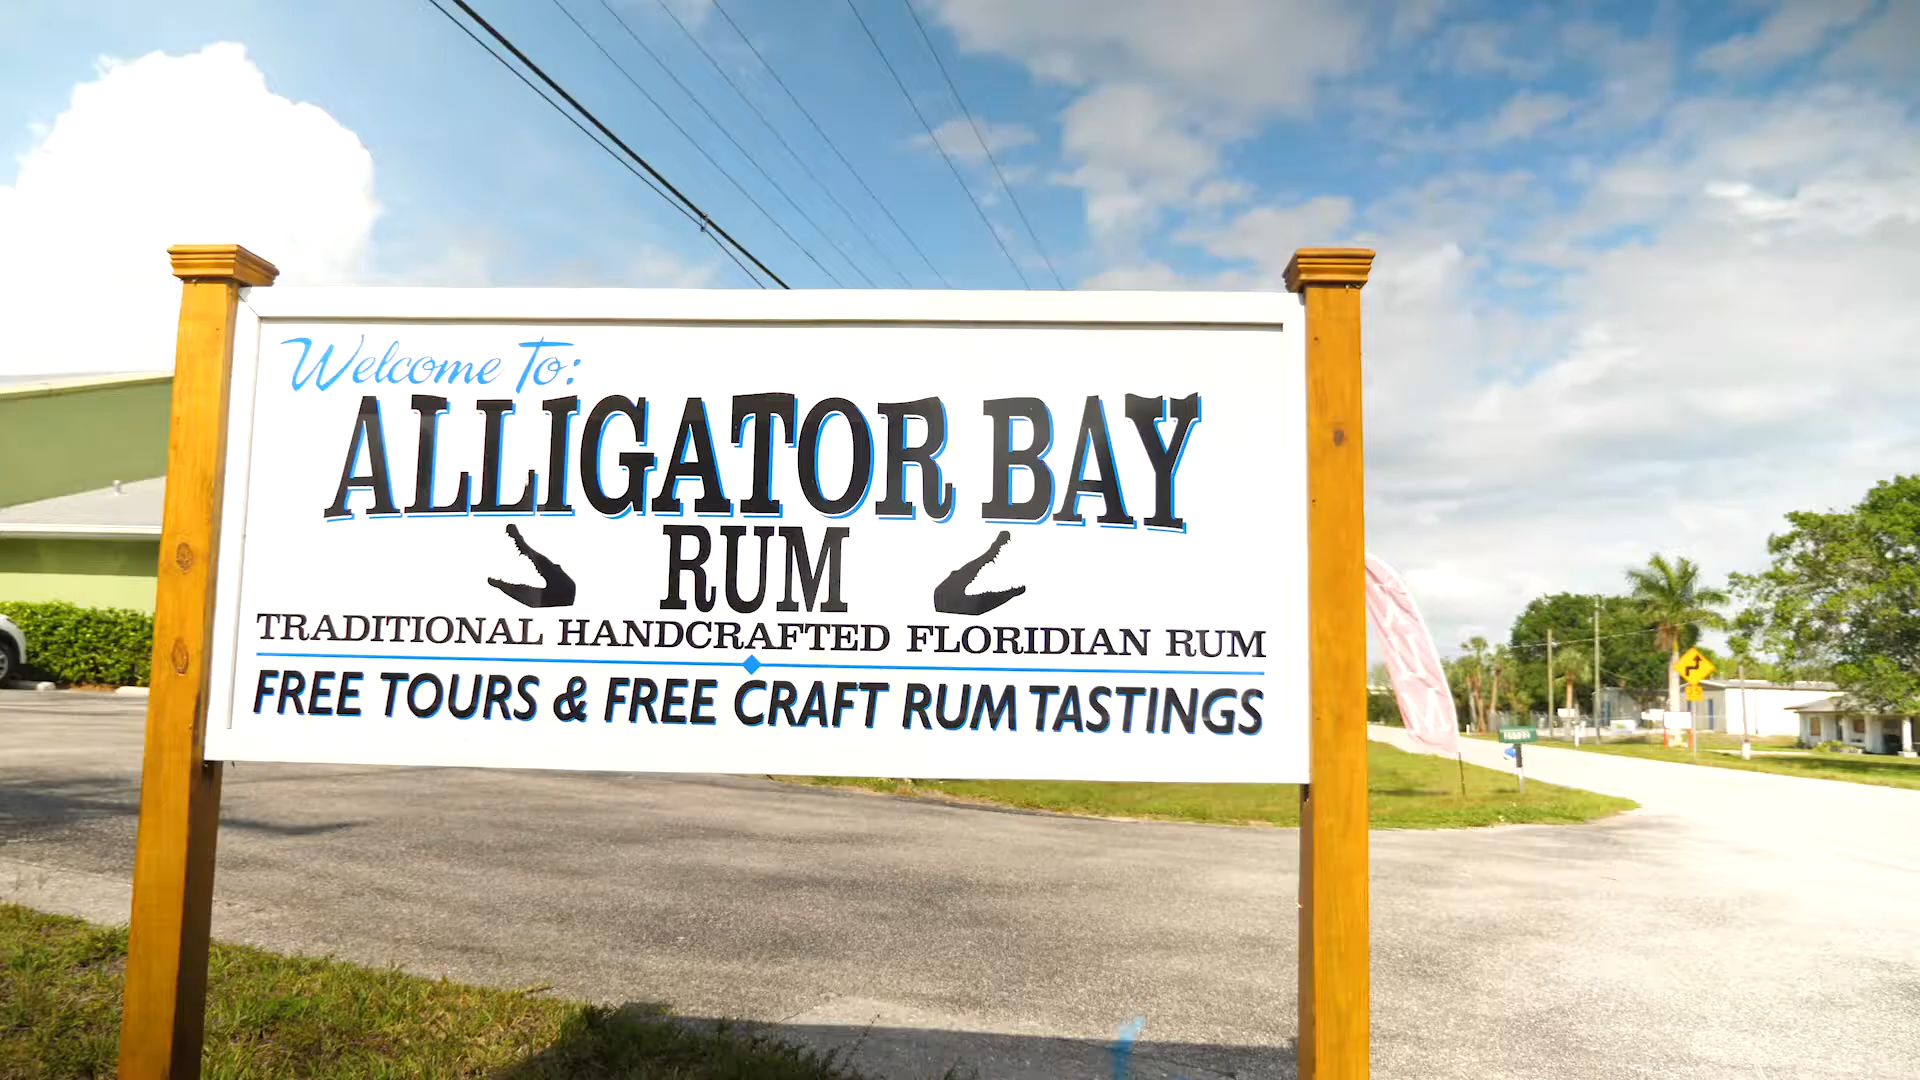 Welcome To:
ALLIGATOR BAY
RUM
TRADITIONAL HANDCRAFTED FLORIDIAN RUM
FREE TOURS & FREE CRAFT RUM TASTINGS